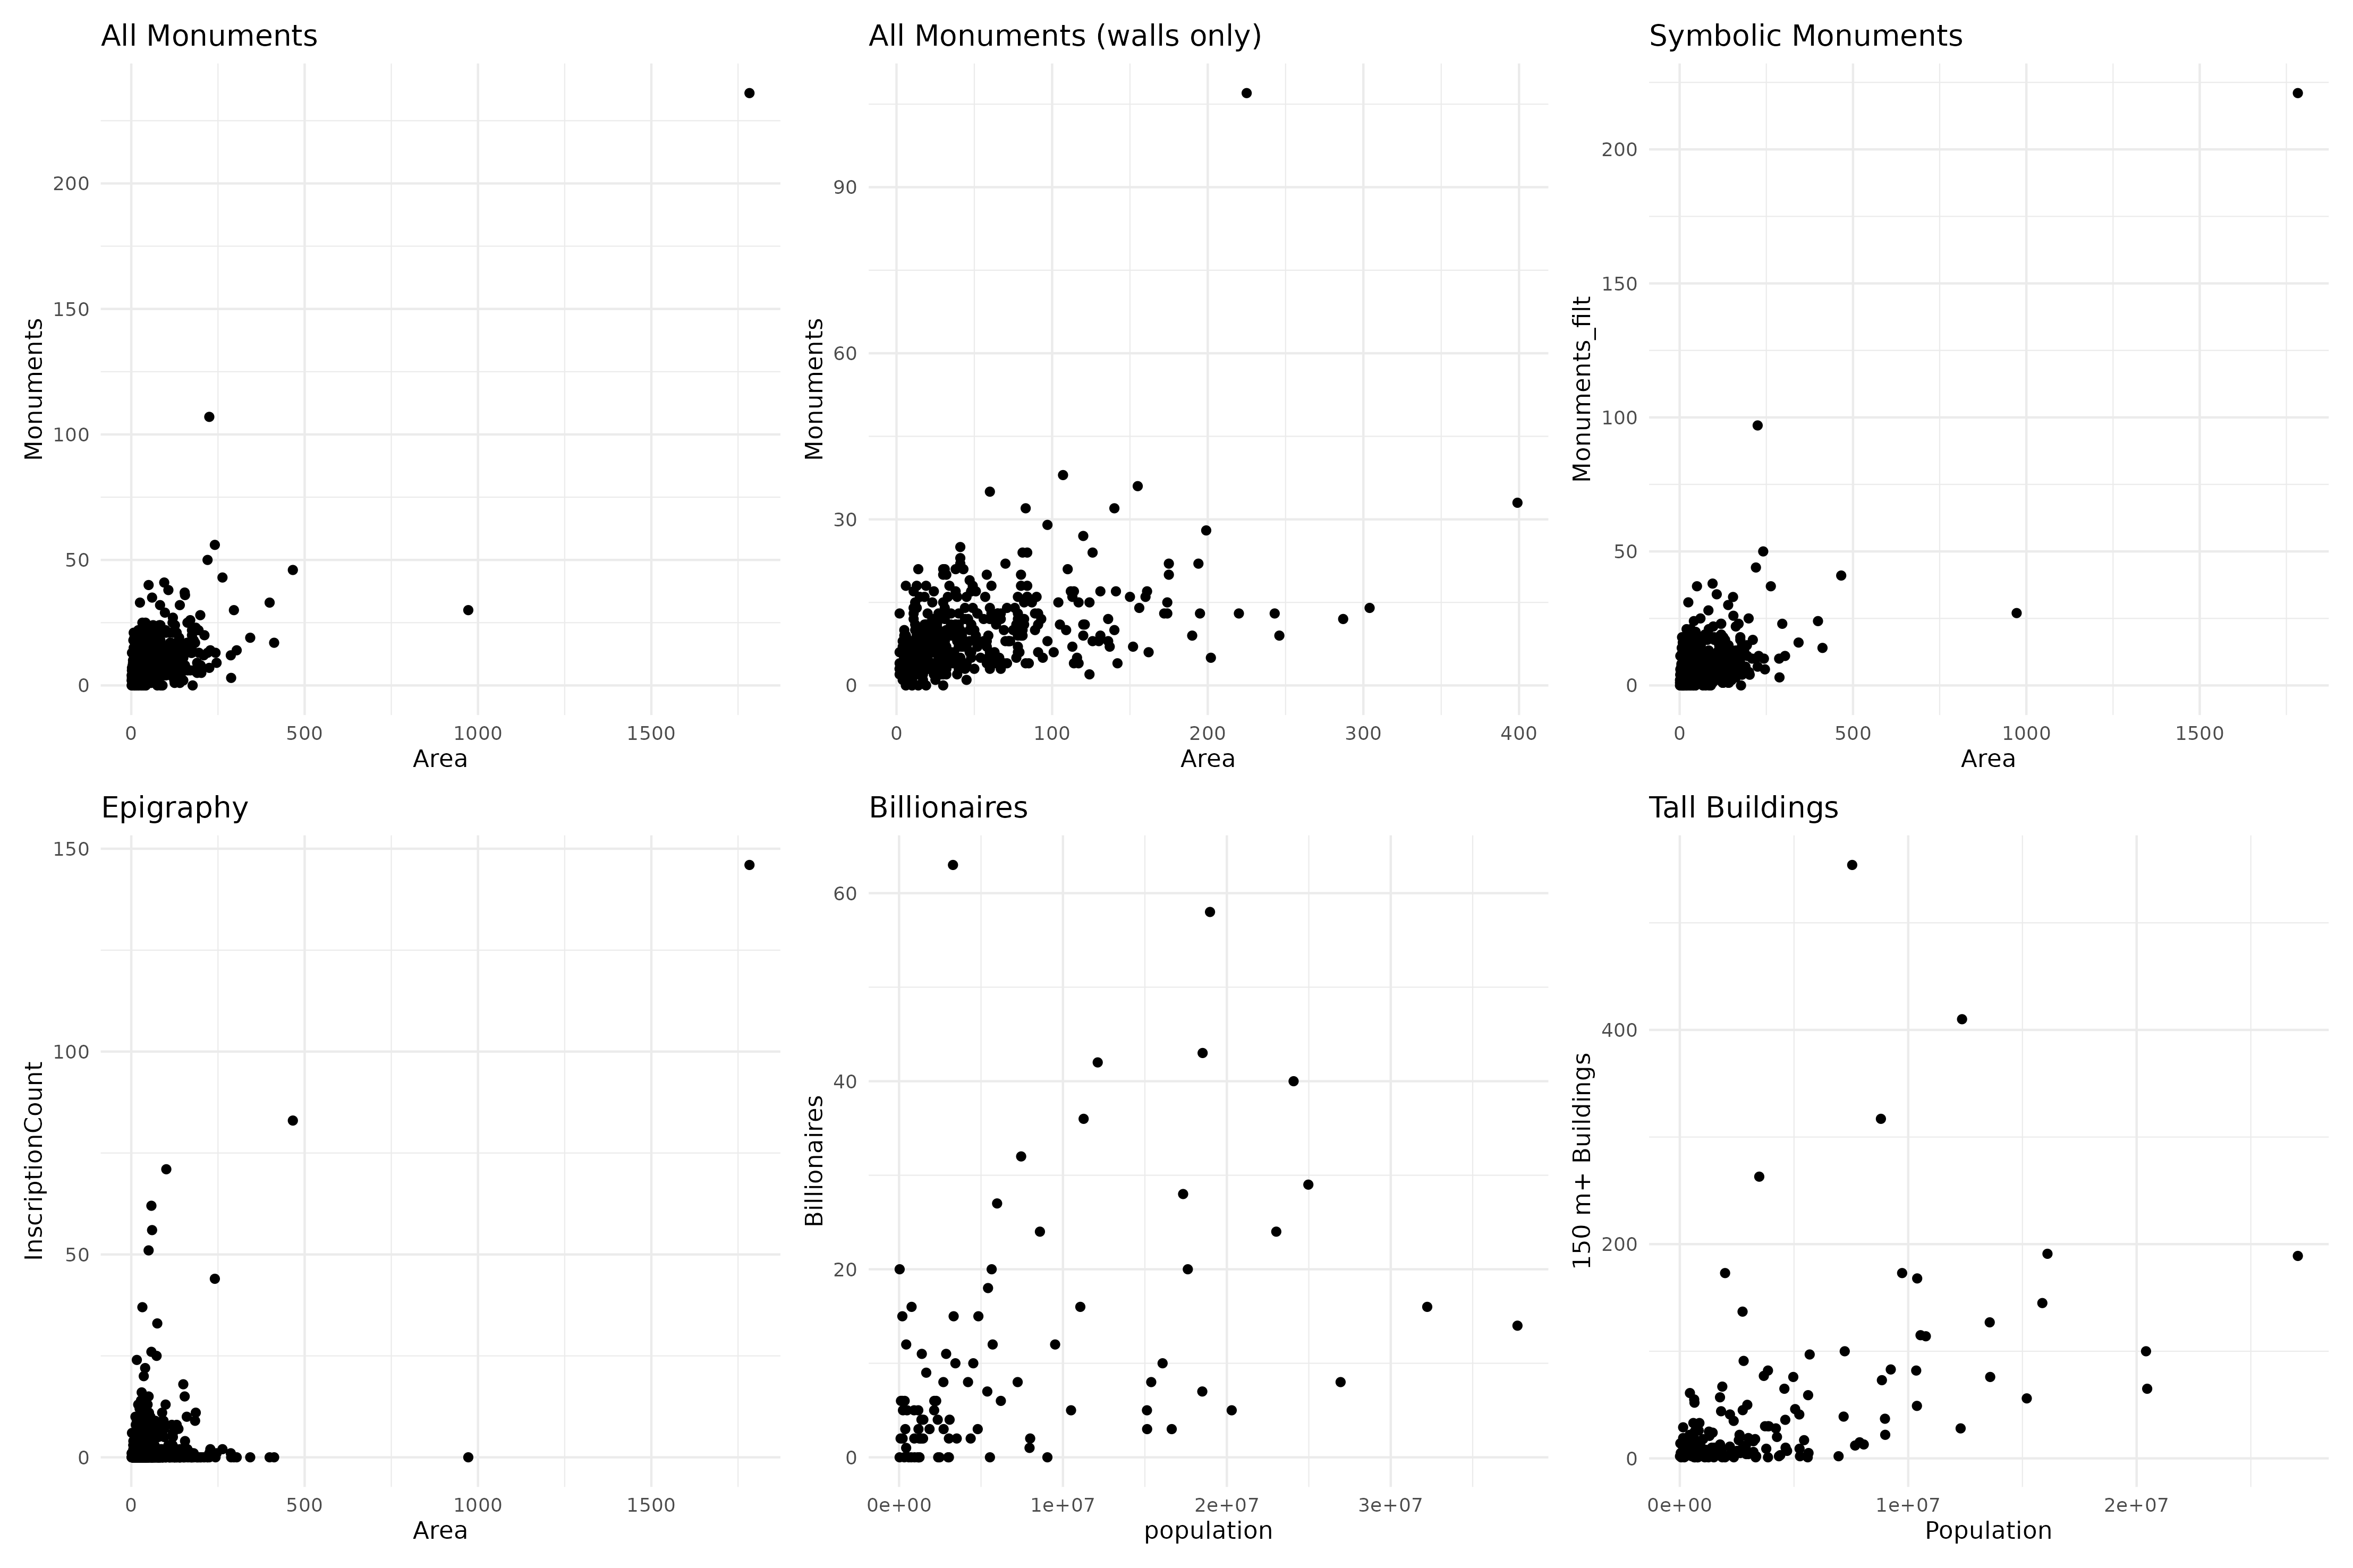 All Monuments
Monuments
200
150
100
50
0
0 500 1000 1500
Area
All Monuments (walls only)
Monuments
90
60
30
0
0 100 200 300 400
Area
Symbolic Monuments
Monuments_filt
200
150
100
50
0
0 500 1000 1500
Area
Epigraphy
InscriptionCount
150
100
50
0
0 500 1000 1500
Area
Billionaires
Billionaires
60
40
20
0
0e+00 1e+07 2e+07 3e+07
population
Tall Buildings
150 m+ Buildings
400
200
0
0e+00 1e+07 2e+07
Population